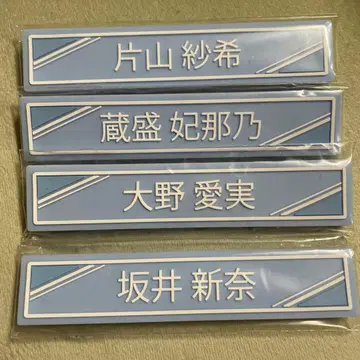 片山 紗希
蔵盛 妃那乃
大野 愛実
坂井 新奈